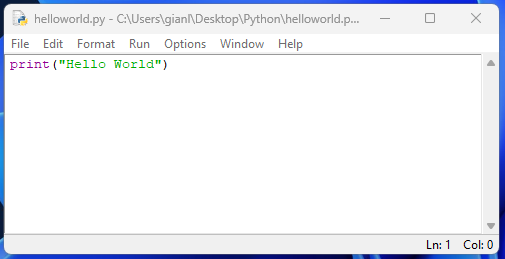 helloworld.py - C:\Users\gianl\Desktop\Python\helloworld.p...
File Edit Format Run Options Window Help
print("Hello World")
Ln: 1 Col: 0